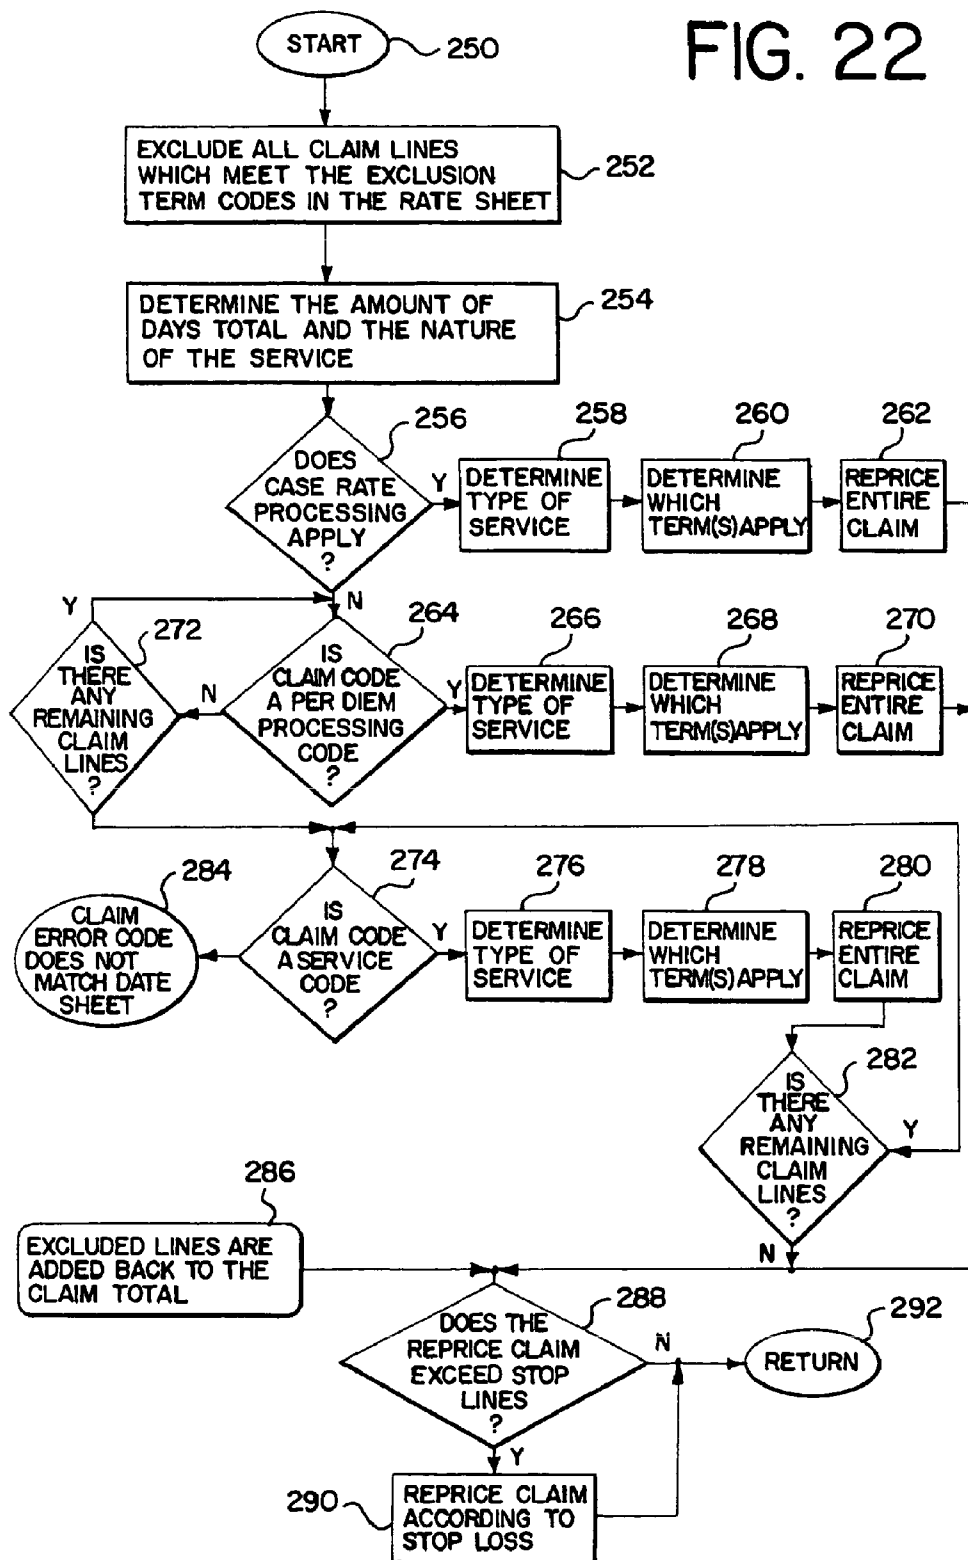 FIG. 22
START
250
EXCLUDE ALL CLAIM LINES
WHICH MEET THE EXCLUSION
TERM CODES IN THE RATE SHEET
252
DETERMINE THE AMOUNT OF
DAYS TOTAL AND THE NATURE
OF THE SERVICE
254
DOES
CASE RATE
PROCESSING
APPLY
?
256
Y
N
DETERMINE
TYPE OF
SERVICE
258
DETERMINE
WHICH
TERM(S)APPLY
260
REPRICE
ENTIRE
CLAIM
262
IS
CLAIM CODE
A PER DIEM
PROCESSING
CODE
?
264
Y
N
DETERMINE
TYPE OF
SERVICE
266
DETERMINE
WHICH
TERM(S)APPLY
268
REPRICE
ENTIRE
CLAIM
270
IS
THERE
ANY
REMAINING
CLAIM
LINES
?
272
Y
IS
CLAIM CODE
A SERVICE
CODE
?
274
Y
CLAIM
ERROR CODE
DOES NOT
MATCH DATE
SHEET
284
DETERMINE
TYPE OF
SERVICE
276
DETERMINE
WHICH
TERM(S)APPLY
278
REPRICE
ENTIRE
CLAIM
280
IS
THERE
ANY
REMAINING
CLAIM
LINES
?
282
Y
N
EXCLUDED LINES ARE
ADDED BACK TO THE
CLAIM TOTAL
286
DOES THE
REPRICE CLAIM
EXCEED STOP
LINES
?
288
N
Y
RETURN
292
REPRICE CLAIM
ACCORDING TO
STOP LOSS
290